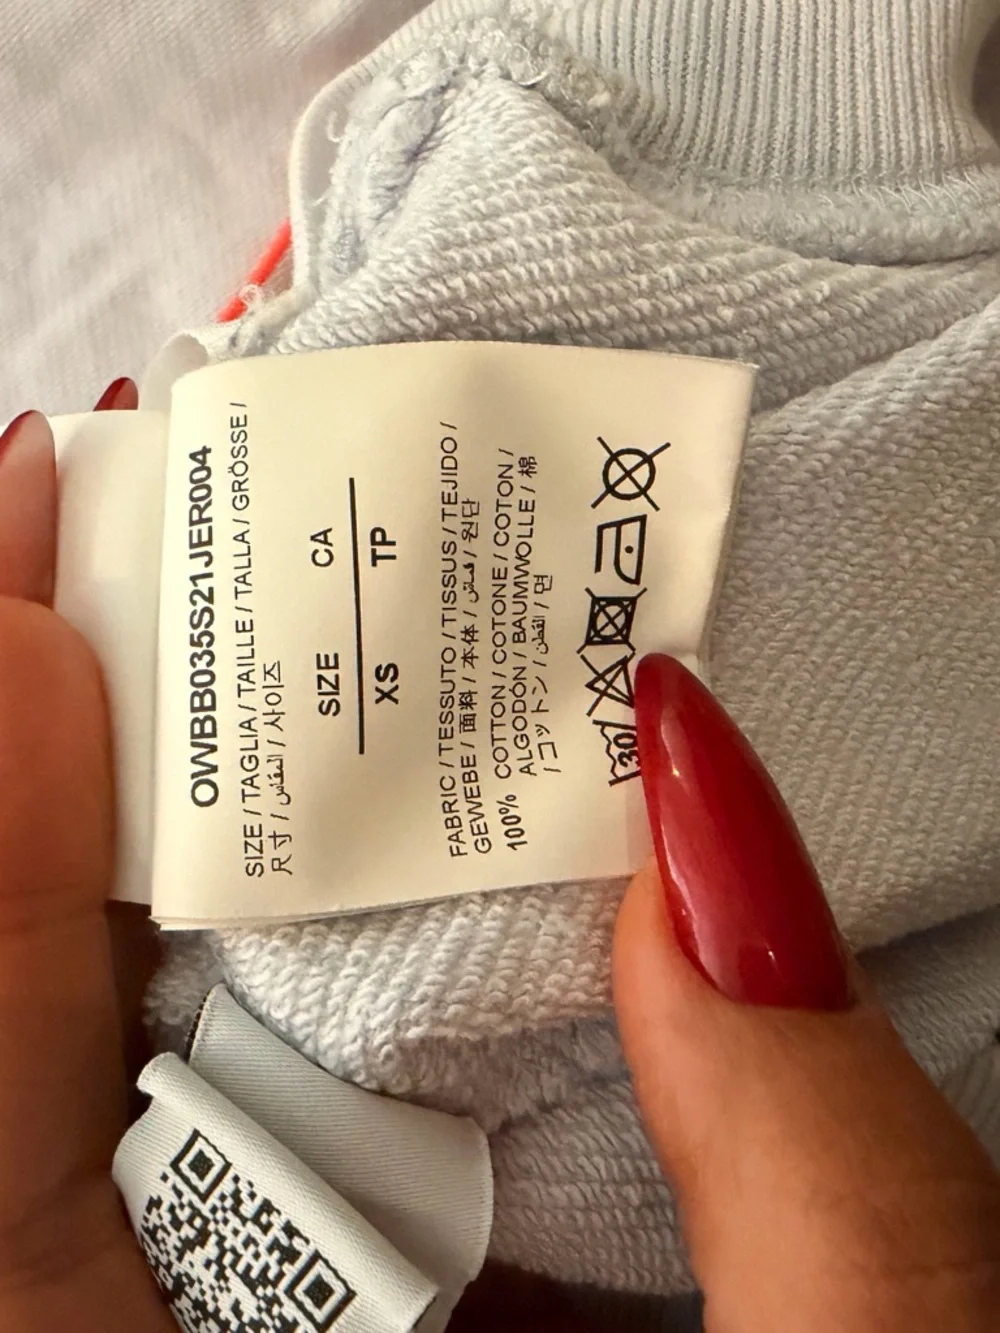 OWBB035S21JER004
SIZE / TAGLIA / TAILLE / TALLA / GRÖSSE /
尺寸 / المقاس / 사이즈
SIZE CA
XS TP
FABRIC / TESSUTO / TISSUS / TEJIDO /
GEWEBE / 面料 / 本体 / قماش / 원단
100% COTTON / COTONE / COTON /
ALGODÓN / BAUMWOLLE / 棉
/ コットン / القطن / 면
30